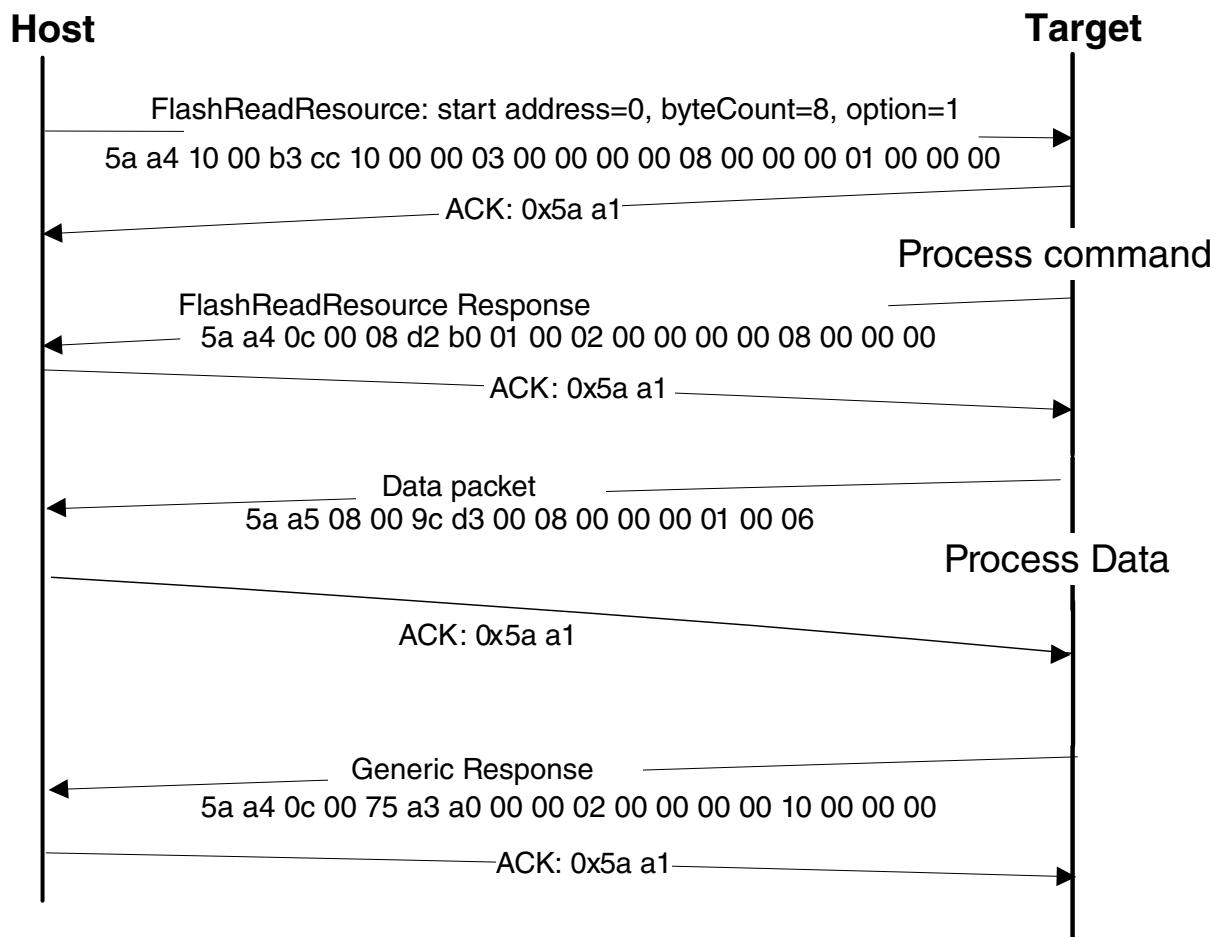 Host
Target
FlashReadResource: start address=0, byteCount=8, option=1
5a a4 10 00 b3 cc 10 00 00 03 00 00 00 00 08 00 00 00 01 00 00 00
ACK: 0x5a a1
Process command
FlashReadResource Response
5a a4 0c 00 08 d2 b0 01 00 02 00 00 00 00 08 00 00 00
ACK: 0x5a a1
Data packet
5a a5 08 00 9c d3 00 08 00 00 00 01 00 06
Process Data
ACK: 0x5a a1
Generic Response
5a a4 0c 00 75 a3 a0 00 00 02 00 00 00 00 10 00 00 00
ACK: 0x5a a1